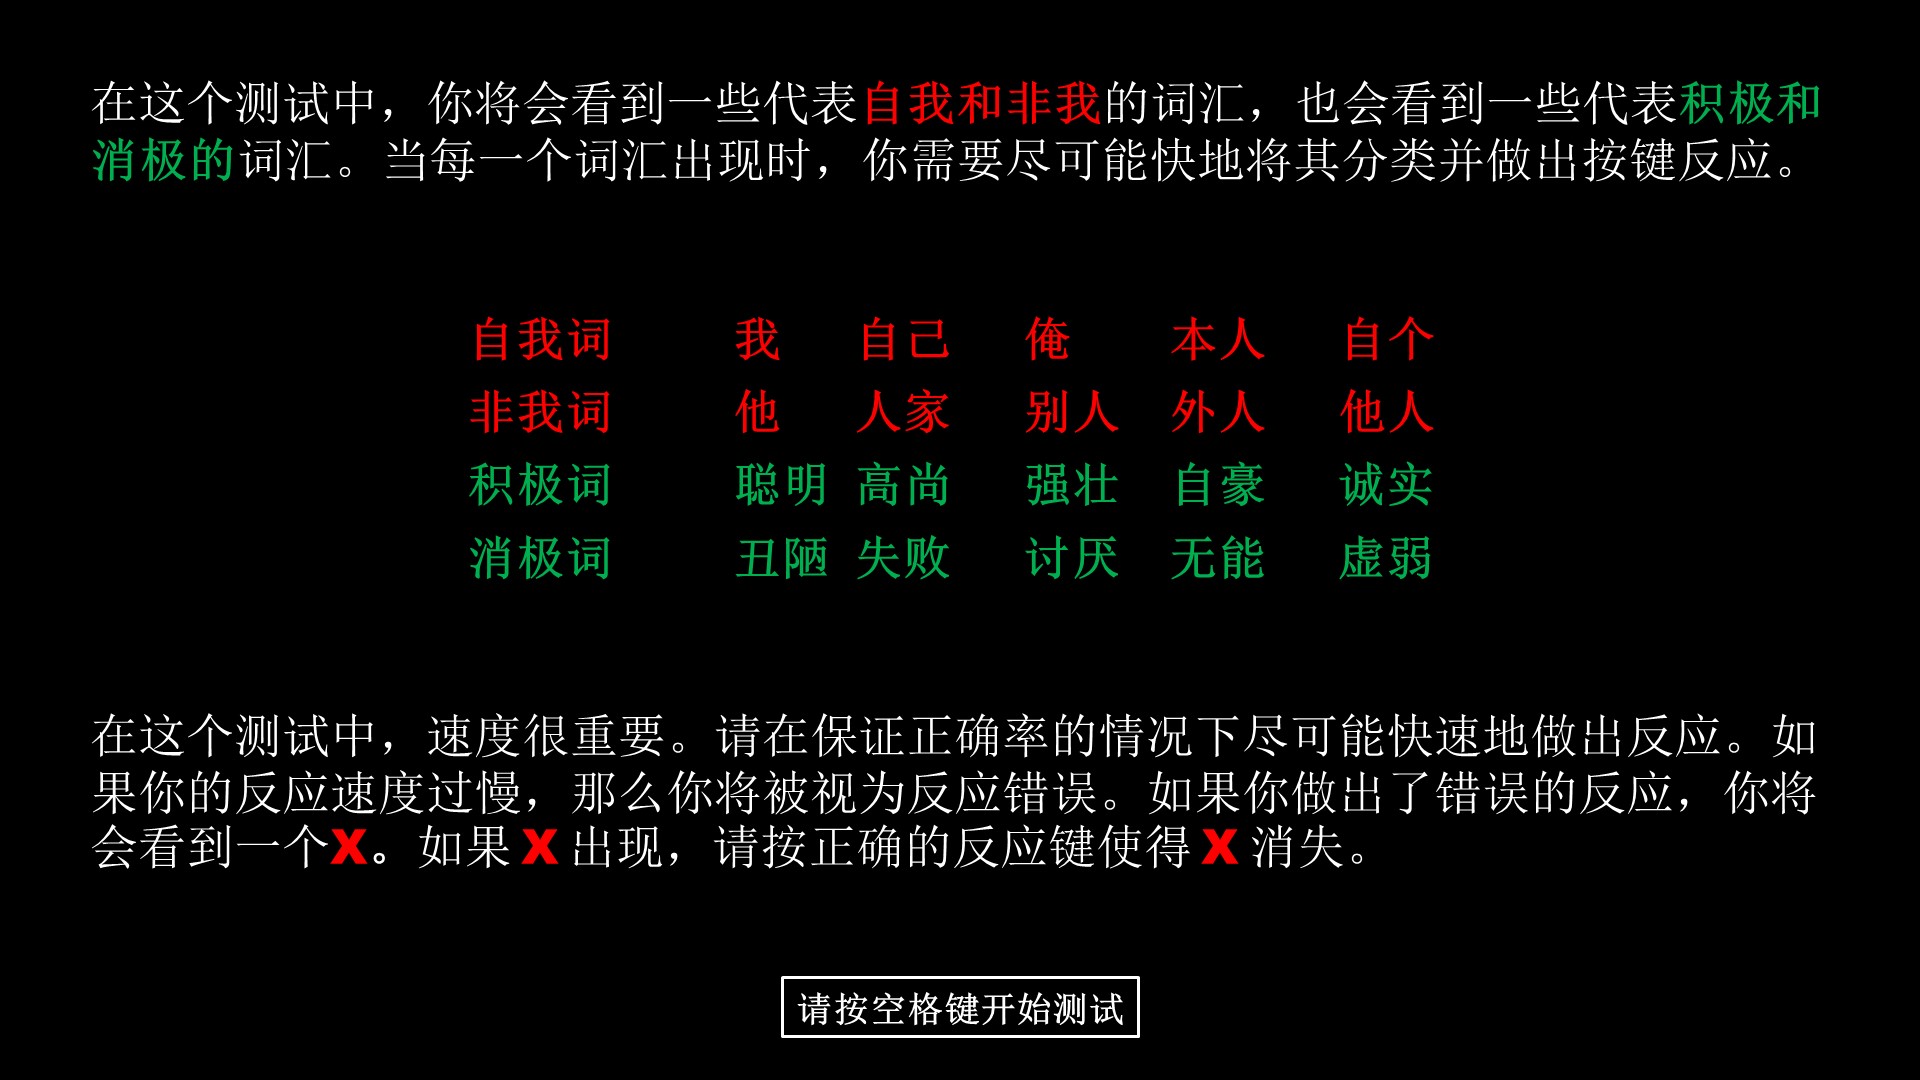 在这个测试中，你将会看到一些代表自我和非我的词汇，也会看到一些代表积极和
消极的词汇。当每一个词汇出现时，你需要尽可能快地将其分类并做出按键反应。
自我词 我 自己 俺 本人 自个
非我词 他 人家 别人 外人 他人
积极词 聪明 高尚 强壮 自豪 诚实
消极词 丑陋 失败 讨厌 无能 虚弱
在这个测试中，速度很重要。请在保证正确率的情况下尽可能快速地做出反应。如
果你的反应速度过慢，那么你将被视为反应错误。如果你做出了错误的反应，你将
会看到一个X。如果 X 出现，请按正确的反应键使得 X 消失。
请按空格键开始测试